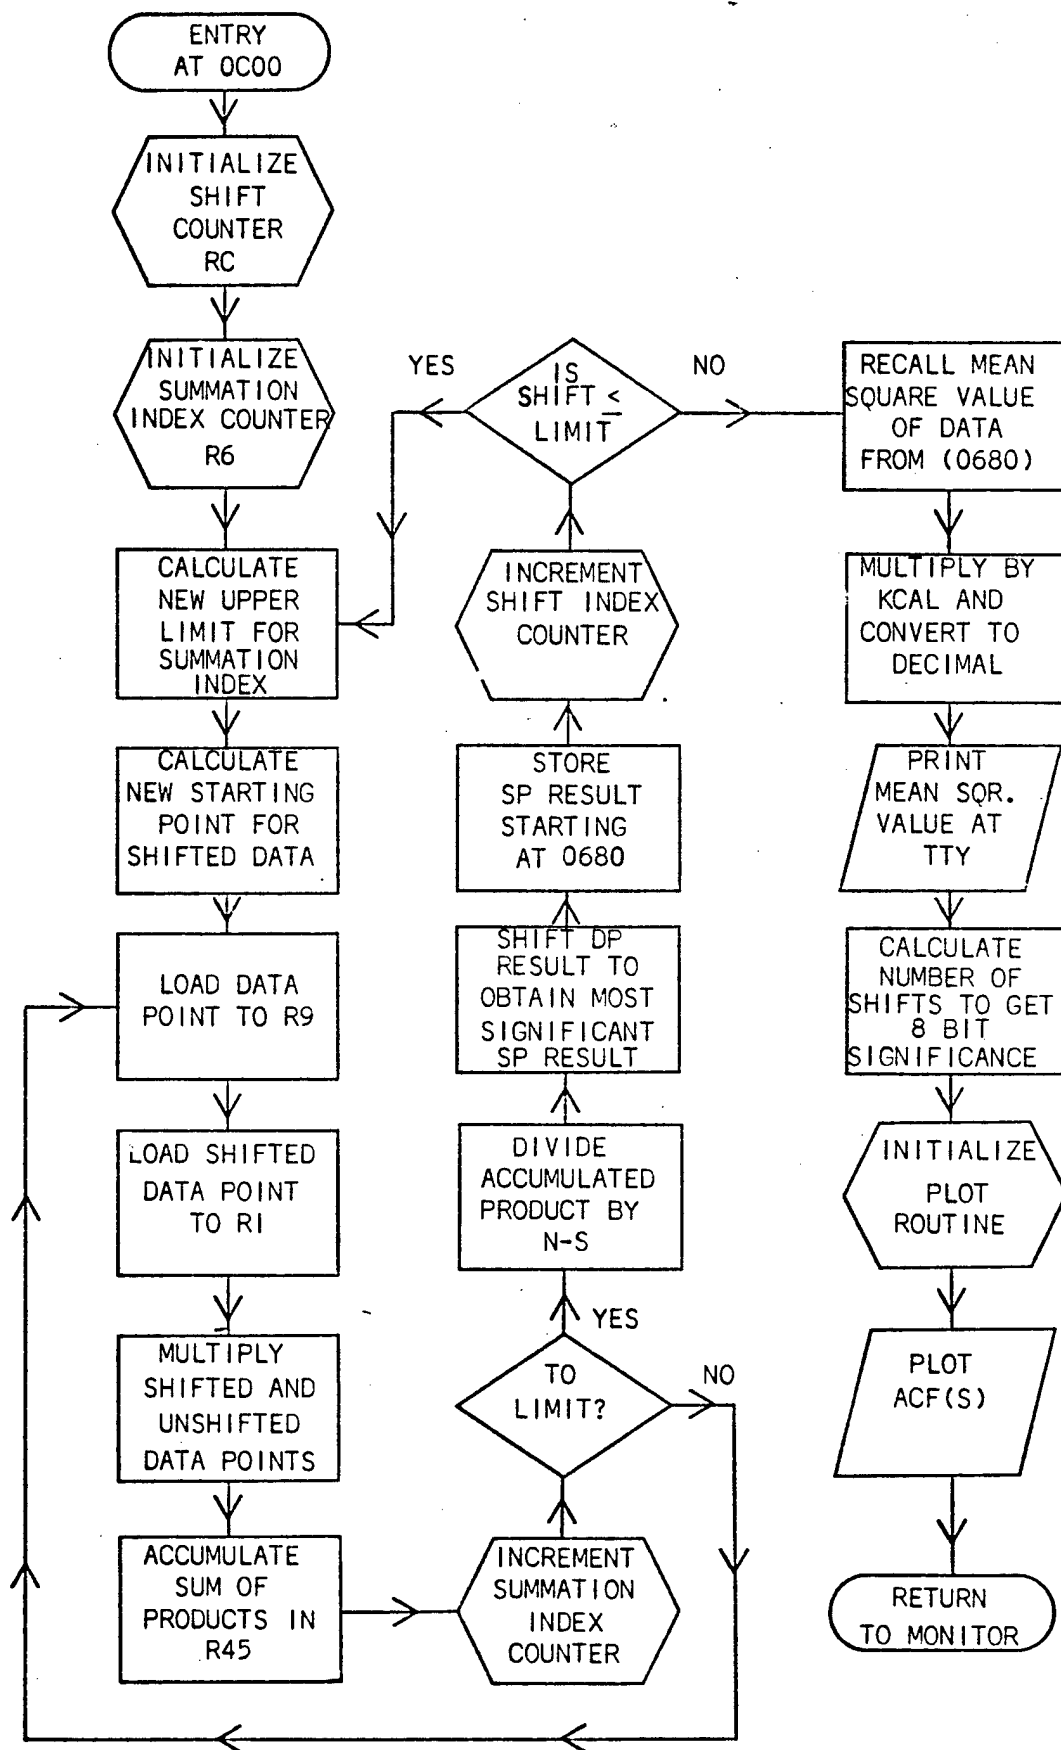 ENTRY
AT 0C00
INITIALIZE
SHIFT
COUNTER
RC
INITIALIZE
SUMMATION
INDEX COUNTER
R6
CALCULATE
NEW UPPER
LIMIT FOR
SUMMATION
INDEX
CALCULATE
NEW STARTING
POINT FOR
SHIFTED DATA
LOAD DATA
POINT TO R9
LOAD SHIFTED
DATA POINT
TO R1
MULTIPLY
SHIFTED AND
UNSHIFTED
DATA POINTS
ACCUMULATE
SUM OF
PRODUCTS IN
R45
INCREMENT
SUMMATION
INDEX
COUNTER
TO
LIMIT?
NO
YES
DIVIDE
ACCUMULATED
PRODUCT BY
N-S
SHIFT DP
RESULT TO
OBTAIN MOST
SIGNIFICANT
SP RESULT
STORE
SP RESULT
STARTING
AT 0680
INCREMENT
SHIFT INDEX
COUNTER
IS
SHIFT ≤
LIMIT
YES
NO
RECALL MEAN
SQUARE VALUE
OF DATA
FROM (0680)
MULTIPLY BY
KCAL AND
CONVERT TO
DECIMAL
PRINT
MEAN SQR.
VALUE AT
TTY
CALCULATE
NUMBER OF
SHIFTS TO GET
8 BIT
SIGNIFICANCE
INITIALIZE
PLOT
ROUTINE
PLOT
ACF(S)
RETURN
TO MONITOR